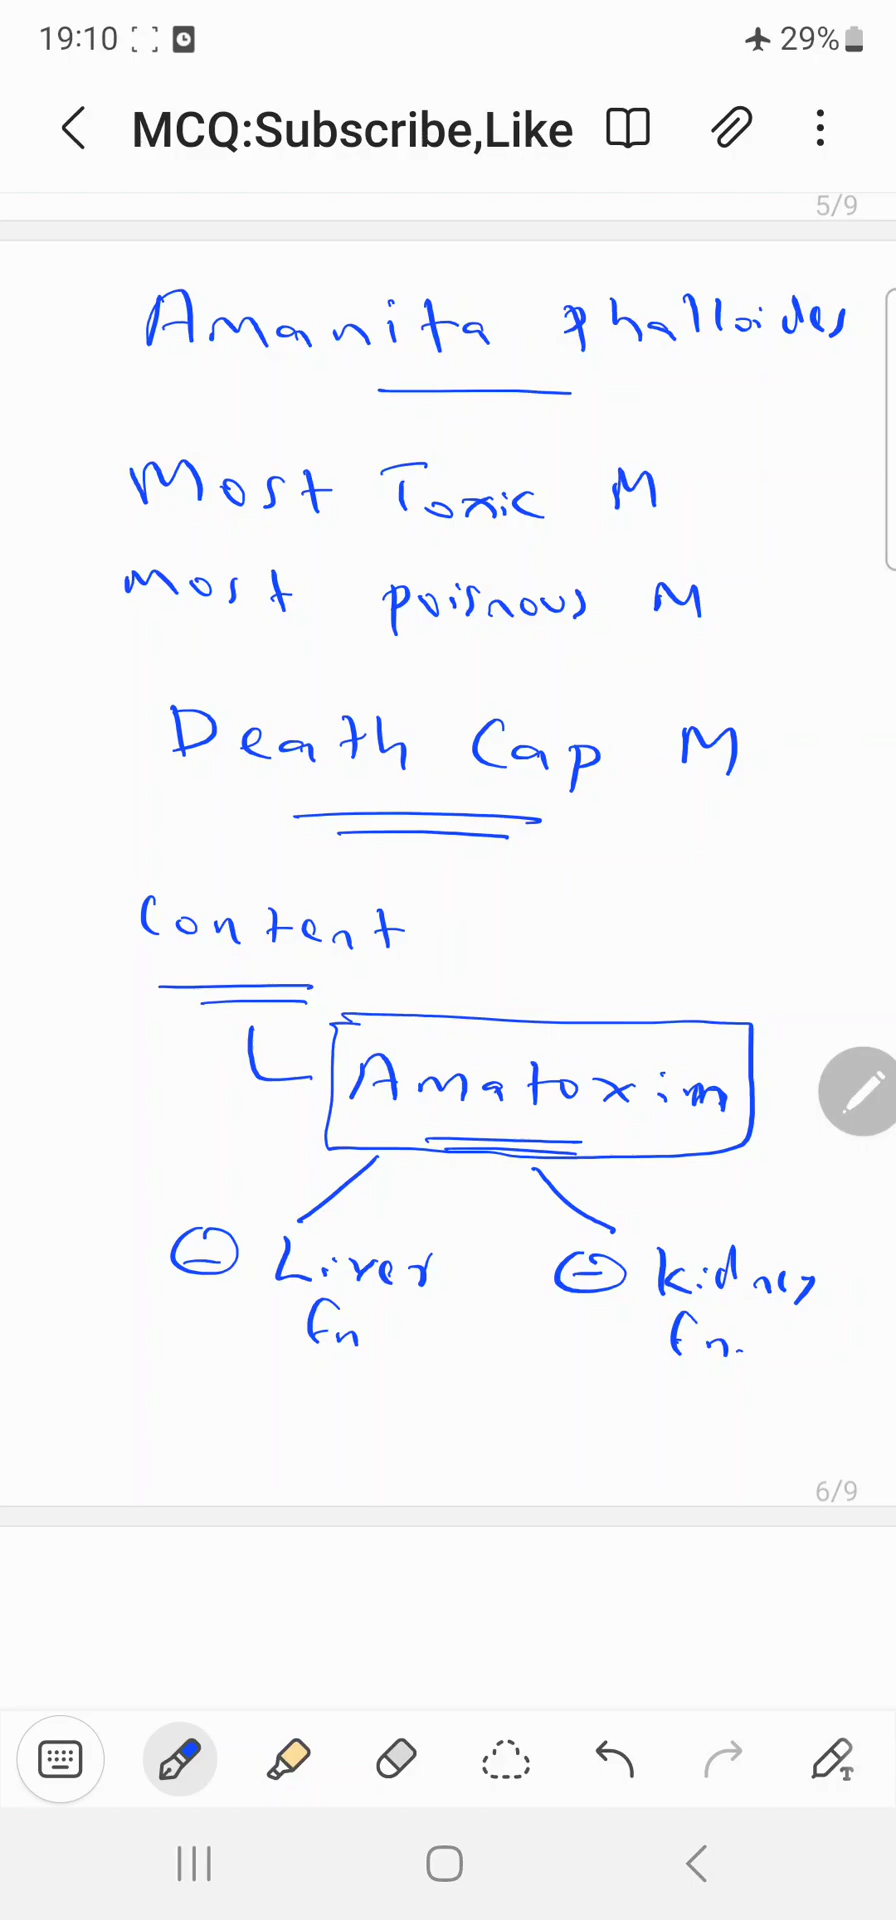 19:10
29%
MCQ:Subscribe,Like
5/9
Amanita phalloides
Most Toxic M
Most poisnous M
Death Cap M
Content
Amatoxim
Liver
fn
kidney
fn.
6/9
T